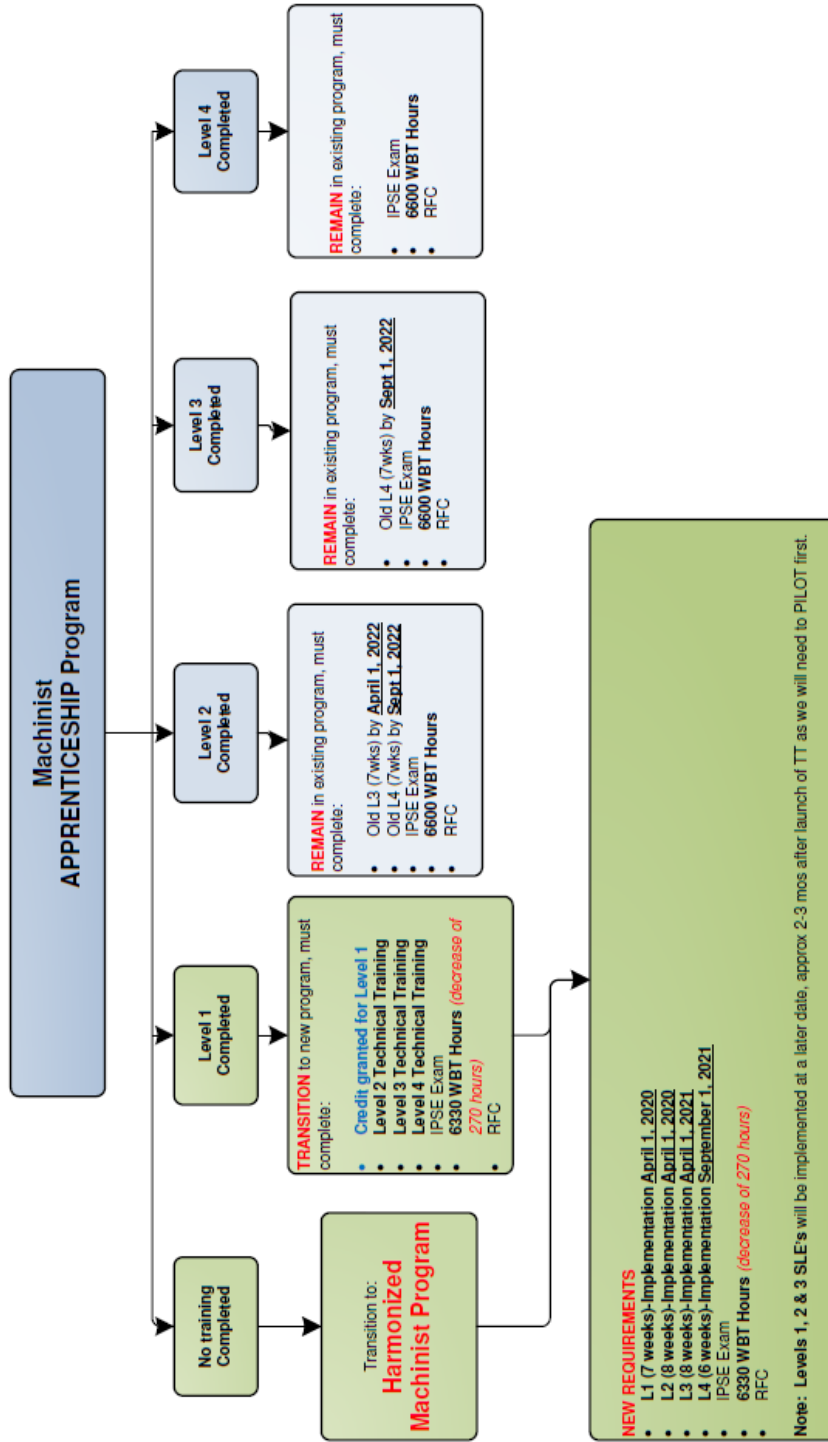 Machinist
APPRENTICESHIP Program
No training
Completed
Level 1
Completed
Level 2
Completed
Level 3
Completed
Level 4
Completed
Transition to:
Harmonized
Machinist Program
TRANSITION to new program, must
complete:
• Credit granted for Level 1
• Level 2 Technical Training
• Level 3 Technical Training
• Level 4 Technical Training
• IPSE Exam
• 6330 WBT Hours (decrease of
270 hours)
• RFC
REMAIN in existing program, must
complete:
• Old L3 (7wks) by April 1, 2022
• Old L4 (7wks) by Sept 1, 2022
• IPSE Exam
• 6600 WBT Hours
• RFC
REMAIN in existing program, must
complete:
• Old L4 (7wks) by Sept 1, 2022
• IPSE Exam
• 6600 WBT Hours
• RFC
REMAIN in existing program, must
complete:
• IPSE Exam
• 6600 WBT Hours
• RFC
NEW REQUIREMENTS
• L1 (7 weeks)-Implementation April 1, 2020
• L2 (8 weeks)-Implementation April 1, 2020
• L3 (8 weeks)-Implementation April 1, 2021
• L4 (6 weeks)-Implementation September 1, 2021
• IPSE Exam
• 6330 WBT Hours (decrease of 270 hours)
• RFC
Note: Levels 1, 2 & 3 SLE's will be implemented at a later date, approx 2-3 mos after launch of TT as we will need to PILOT first.